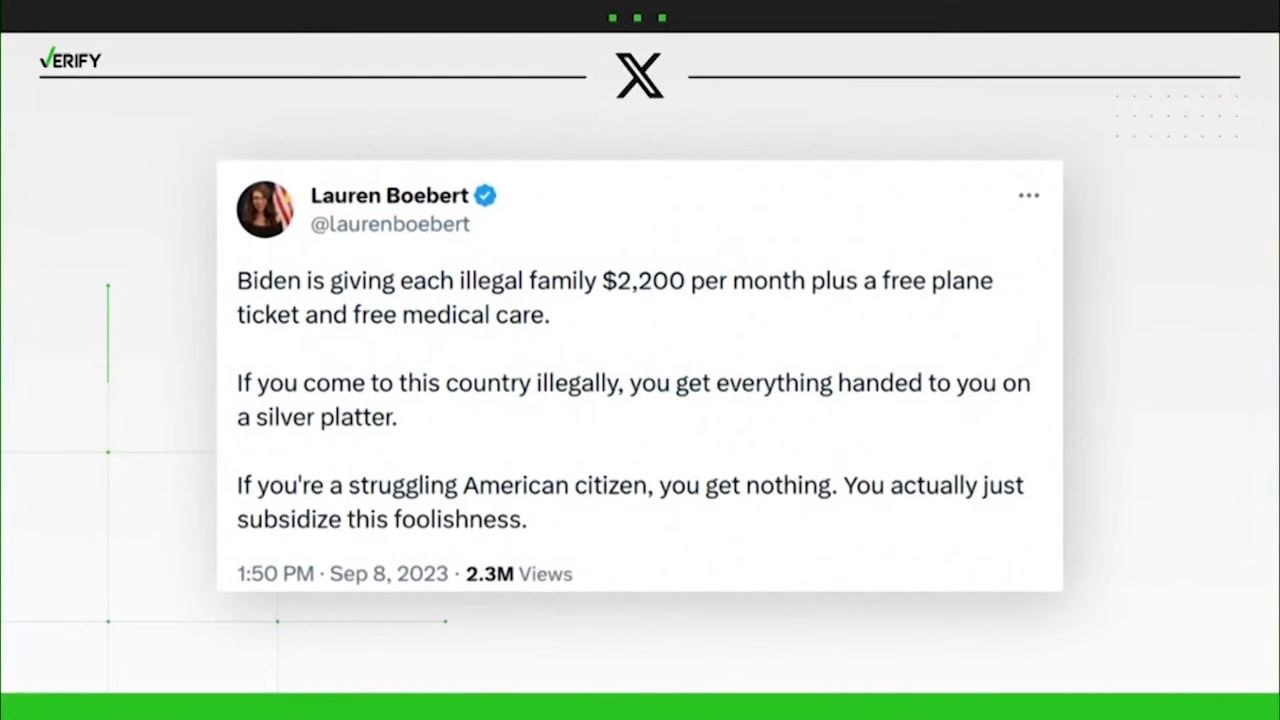 VERIFY
X
Lauren Boebert
@laurenboebert
Biden is giving each illegal family $2,200 per month plus a free plane
ticket and free medical care.
If you come to this country illegally, you get everything handed to you on
a silver platter.
If you're a struggling American citizen, you get nothing. You actually just
subsidize this foolishness.
1:50 PM · Sep 8, 2023 · 2.3M Views